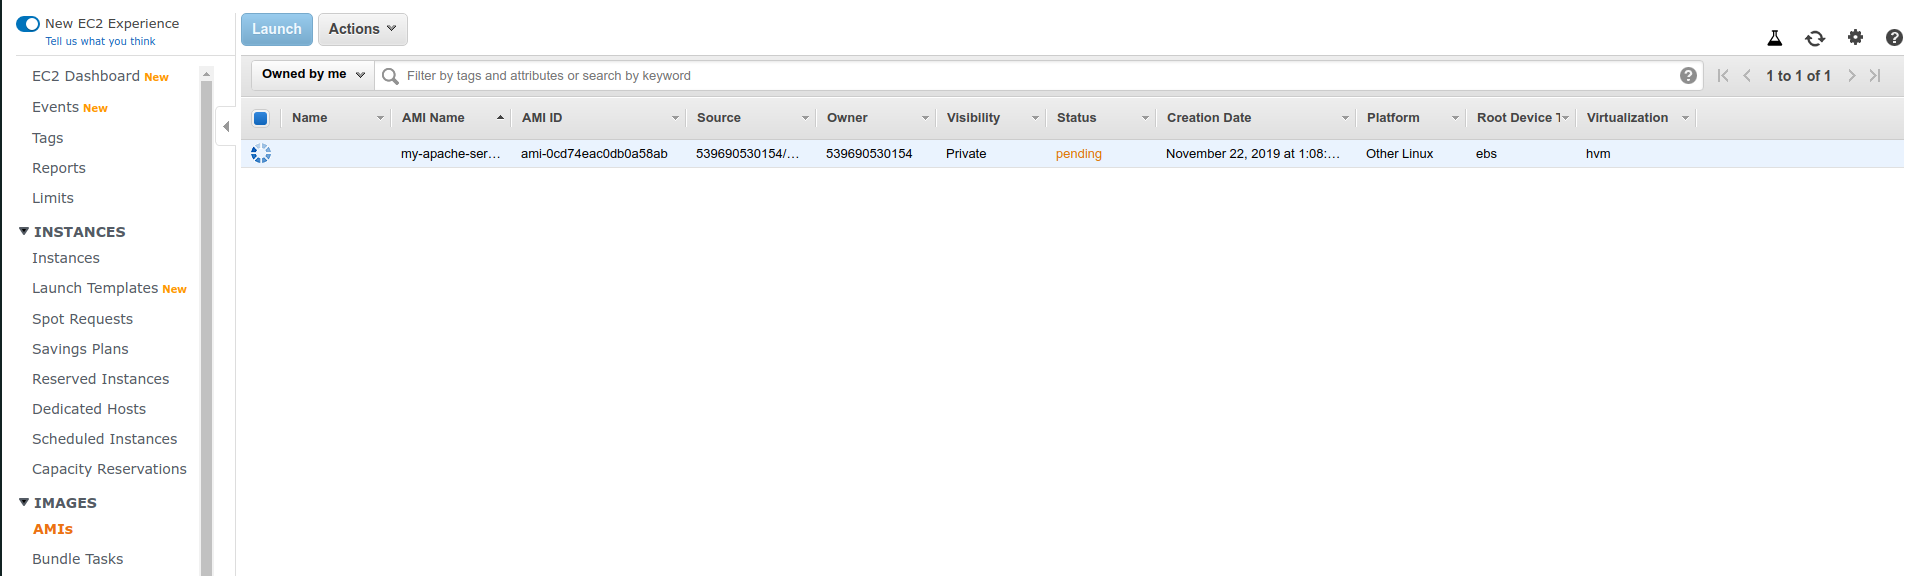 New EC2 Experience
Tell us what you think
EC2 Dashboard New
Events New
Tags
Reports
Limits
INSTANCES
Instances
Launch Templates New
Spot Requests
Savings Plans
Reserved Instances
Dedicated Hosts
Scheduled Instances
Capacity Reservations
IMAGES
AMIs
Bundle Tasks
Launch Actions
Owned by me Filter by tags and attributes or search by keyword ? 1 to 1 of 1 ?
Name AMI Name AMI ID Source Owner Visibility Status Creation Date Platform Root Device T Virtualization
my-apache-ser... ami-0cd74eac0db0a58ab 539690530154/... 539690530154 Private pending November 22, 2019 at 1:08:... Other Linux ebs hvm